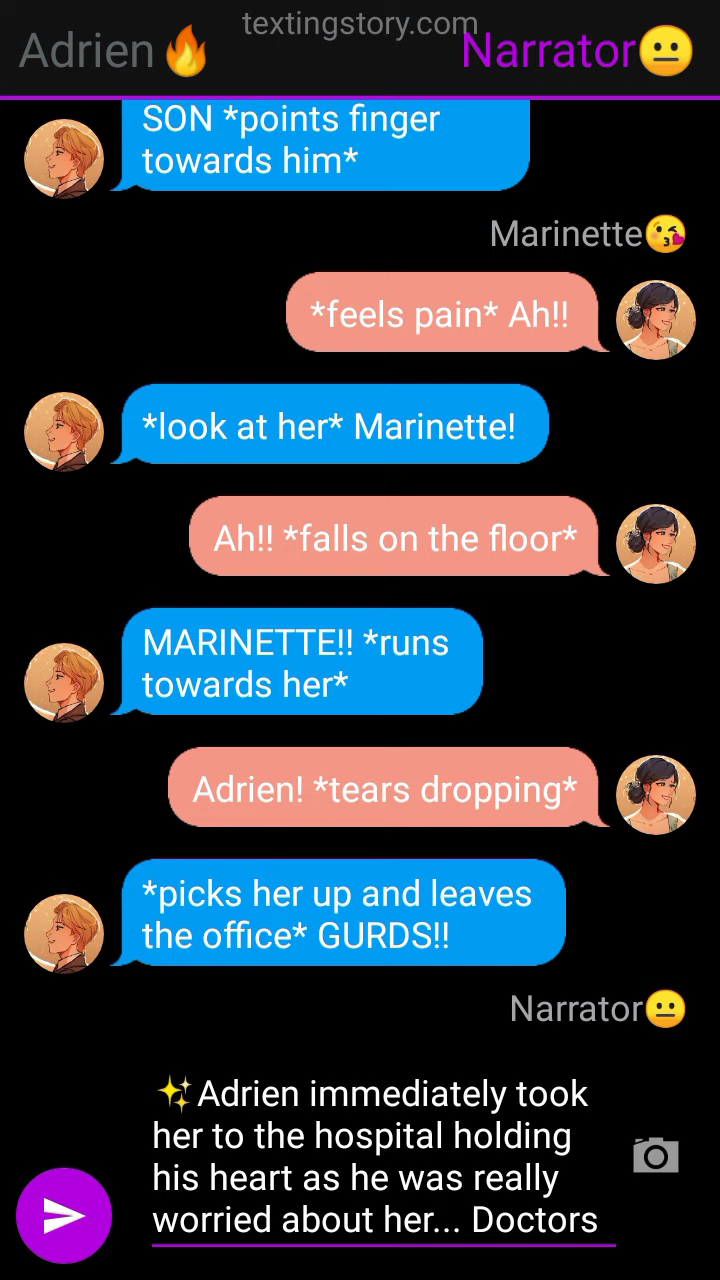 textingstory.com
Adrien🔥
Narrator😐
SON *points finger
towards him*
Marinette😘
*feels pain* Ah!!
*look at her* Marinette!
Ah!! *falls on the floor*
MARINETTE!! *runs
towards her*
Adrien! *tears dropping*
*picks her up and leaves
the office* GURDS!!
Narrator😐
✨Adrien immediately took
her to the hospital holding
his heart as he was really
worried about her... Doctors